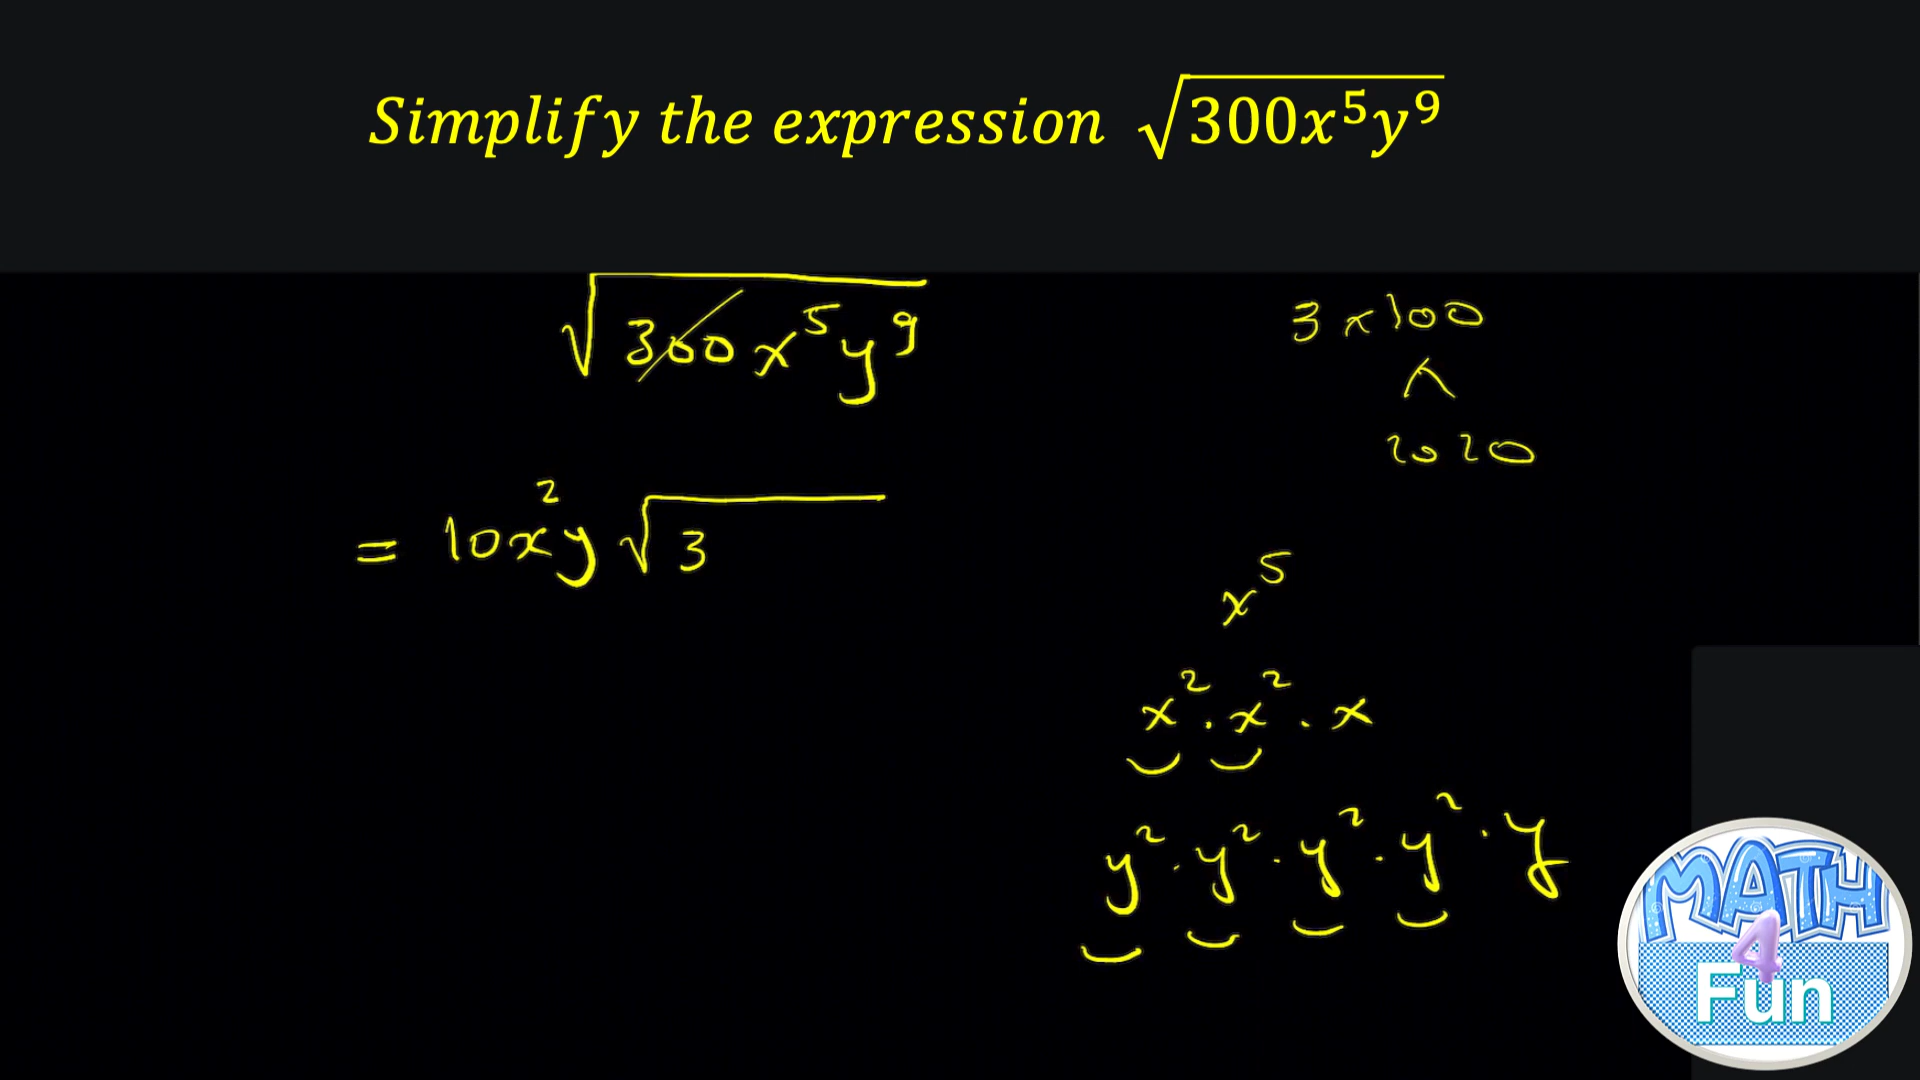 Simplify the expression √300x⁵y⁹
√300x⁵y⁹
3 x 100
10 10
= 10x²y √3
x⁵
x² . x² . x
y² . y² . y² . y² . y
MATH
4
Fun